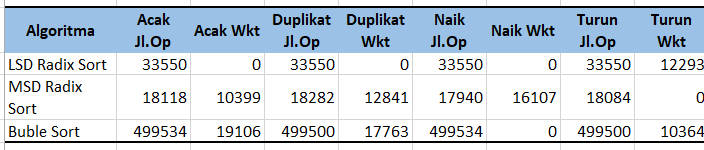 Algoritma Acak Jl.Op Acak Wkt Duplikat Jl.Op Duplikat Wkt Naik Jl.Op Naik Wkt Turun Jl.Op Turun Wkt
LSD Radix Sort 33550 0 33550 0 33550 0 33550 12293
MSD Radix Sort 18118 10399 18282 12841 17940 16107 18084 0
Buble Sort 499534 19106 499500 17763 499534 0 499500 10364